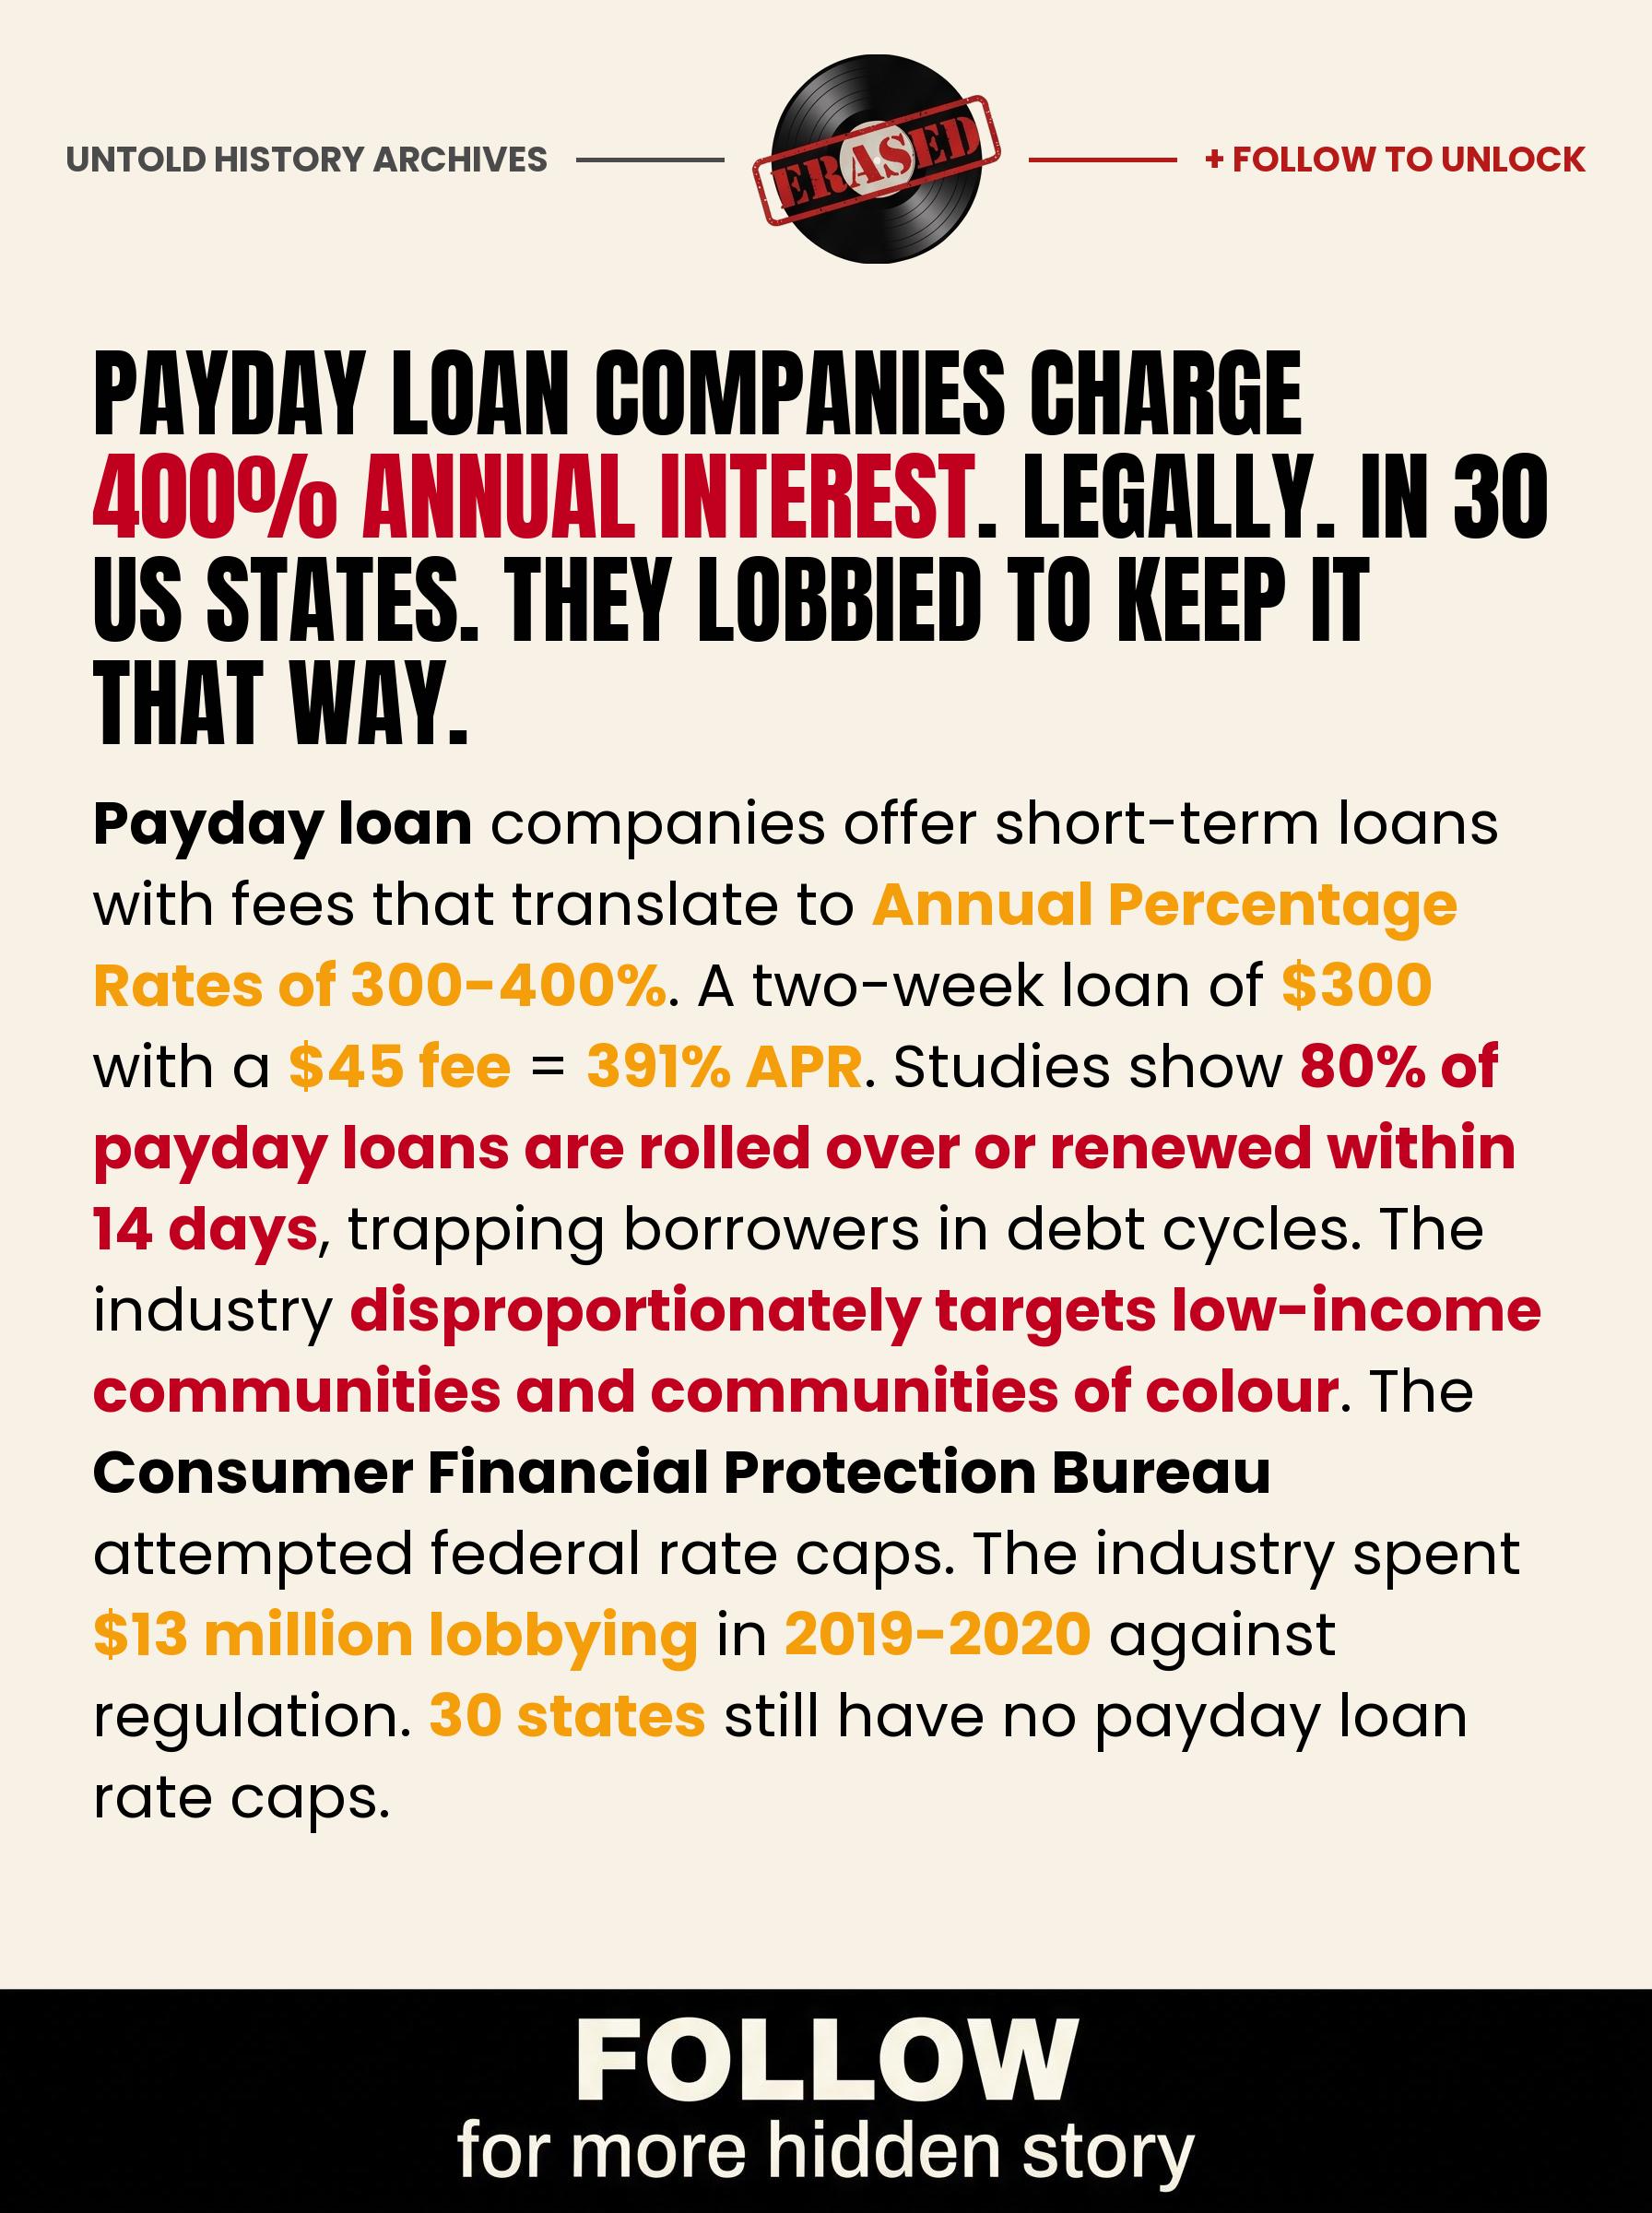 UNTOLD HISTORY ARCHIVES
ERASED
+ FOLLOW TO UNLOCK
PAYDAY LOAN COMPANIES CHARGE
400% ANNUAL INTEREST. LEGALLY. IN 30
US STATES. THEY LOBBIED TO KEEP IT
THAT WAY.
Payday loan companies offer short-term loans
with fees that translate to Annual Percentage
Rates of 300-400%. A two-week loan of $300
with a $45 fee = 391% APR. Studies show 80% of
payday loans are rolled over or renewed within
14 days, trapping borrowers in debt cycles. The
industry disproportionately targets low-income
communities and communities of colour. The
Consumer Financial Protection Bureau
attempted federal rate caps. The industry spent
$13 million lobbying in 2019-2020 against
regulation. 30 states still have no payday loan
rate caps.
FOLLOW
for more hidden story